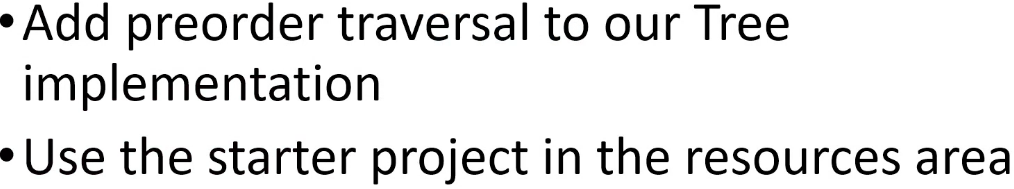 •Add preorder traversal to our Tree
implementation
•Use the starter project in the resources area